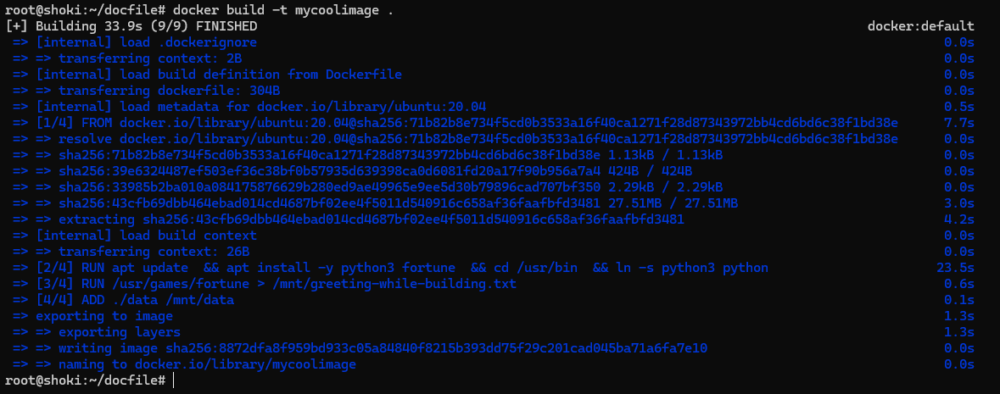 root@shoki:~/docfile# docker build -t mycoolimage .
[+] Building 33.9s (9/9) FINISHED docker:default
=> [internal] load .dockerignore 0.0s
=> => transferring context: 2B 0.0s
=> [internal] load build definition from Dockerfile 0.0s
=> => transferring dockerfile: 304B 0.0s
=> [internal] load metadata for docker.io/library/ubuntu:20.04 0.5s
=> [1/4] FROM docker.io/library/ubuntu:20.04@sha256:71b82b8e734f5cd0b3533a16f40ca1271f28d87343972bb4cd6bd6c38f1bd38e 7.7s
=> => resolve docker.io/library/ubuntu:20.04@sha256:71b82b8e734f5cd0b3533a16f40ca1271f28d87343972bb4cd6bd6c38f1bd38e 0.0s
=> => sha256:71b82b8e734f5cd0b3533a16f40ca1271f28d87343972bb4cd6bd6c38f1bd38e 1.13kB / 1.13kB 0.0s
=> => sha256:39e6324487ef503ef36c38bf0b57935d639398ca0d6081fd20a17f90b956a7a4 424B / 424B 0.0s
=> => sha256:33985b2ba010a084175876629b280ed9ae49965e9ee5d30b79896cad707bf350 2.29kB / 2.29kB 0.0s
=> => sha256:43cfb69dbb464ebad014cd4687bf02ee4f5011d540916c658af36faafbfd3481 27.51MB / 27.51MB 3.0s
=> => extracting sha256:43cfb69dbb464ebad014cd4687bf02ee4f5011d540916c658af36faafbfd3481 4.2s
=> [internal] load build context 0.0s
=> => transferring context: 26B 0.0s
=> [2/4] RUN apt update  && apt install -y python3 fortune  && cd /usr/bin  && ln -s python3 python 23.5s
=> [3/4] RUN /usr/games/fortune > /mnt/greeting-while-building.txt 0.6s
=> [4/4] ADD ./data /mnt/data 0.1s
=> exporting to image 1.3s
=> => exporting layers 1.3s
=> => writing image sha256:8872dfa8f959bd933c05a84840f8215b393dd75f29c201cad045ba71a6fa7e10 0.0s
=> => naming to docker.io/library/mycoolimage 0.0s
root@shoki:~/docfile#